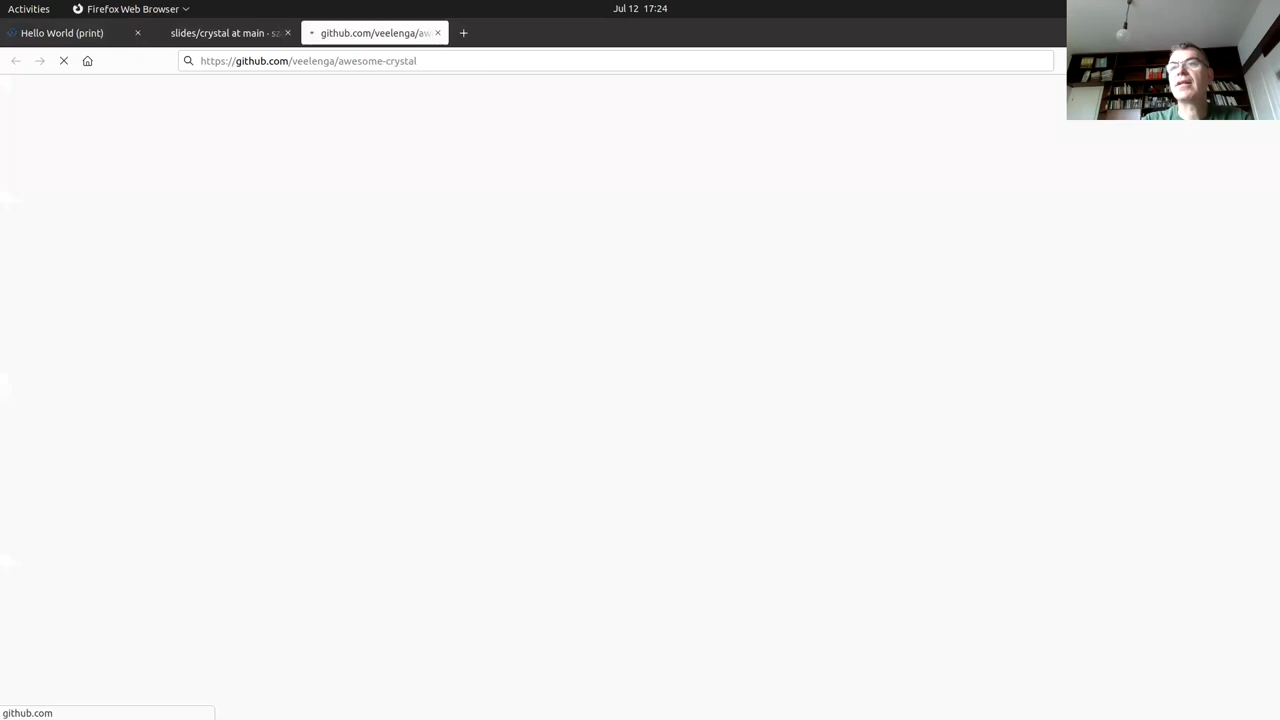 Activities
Firefox Web Browser
Jul 12 17:24
Hello World (print)
slides/crystal at main · sz
github.com/veelenga/aw
https://github.com/veelenga/awesome-crystal
github.com